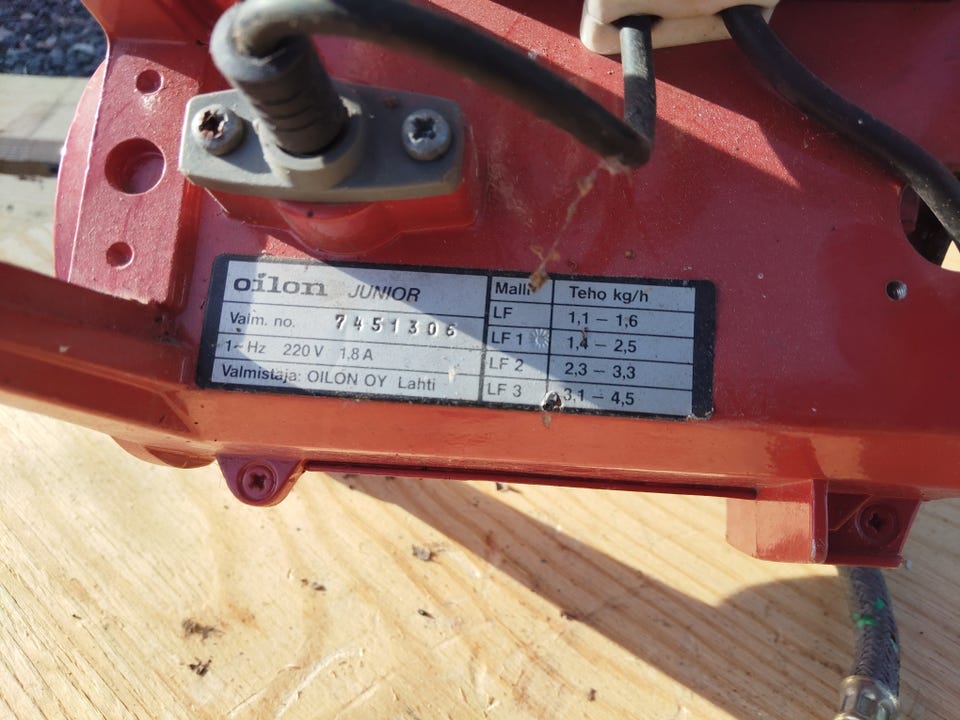 oilon JUNIOR
Valm. no. 7451306
1~Hz 220V 1,8A
Valmistaja: OILON OY Lahti
Malli Teho kg/h
LF 1,1 – 1,6
LF 1 1,4 – 2,5
LF 2 2,3 – 3,3
LF 3 3,1 – 4,5